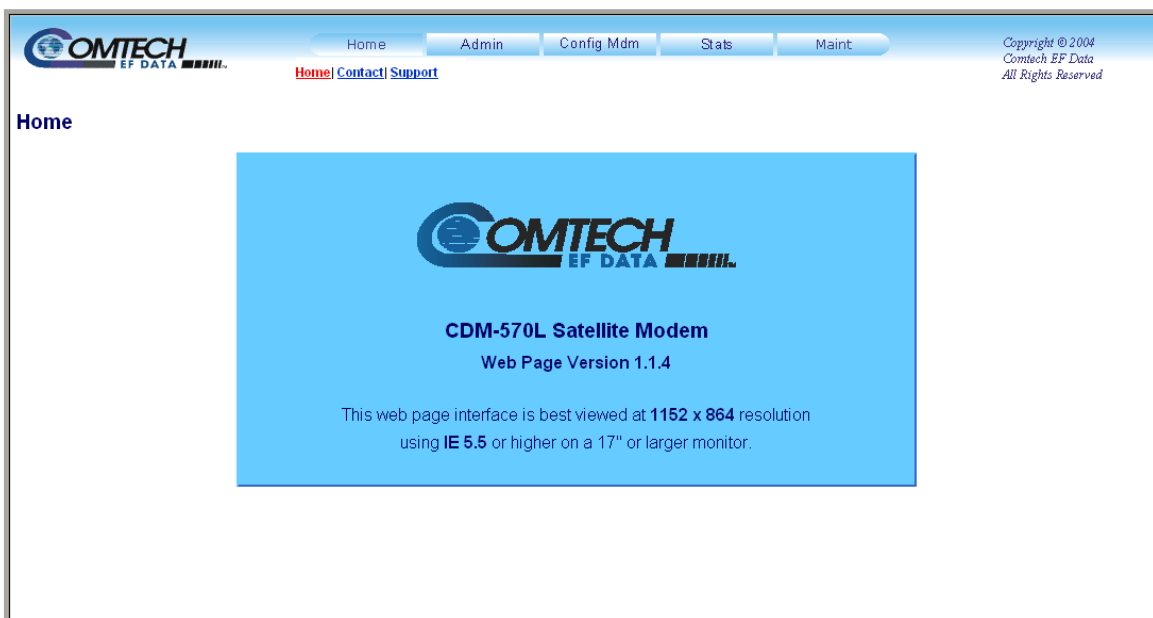 COMTECH
EF DATA
Home Admin Config Mdm Stats Maint
Home| Contact| Support
Copyright © 2004
Comtech EF Data
All Rights Reserved
Home
COMTECH
EF DATA
CDM-570L Satellite Modem
Web Page Version 1.1.4
This web page interface is best viewed at 1152 x 864 resolution
using IE 5.5 or higher on a 17" or larger monitor.